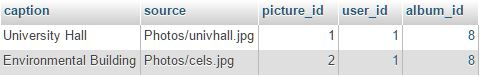 caption source picture_id user_id album_id
University Hall Photos/univhall.jpg 1 1 8
Environmental Building Photos/cels.jpg 2 1 8